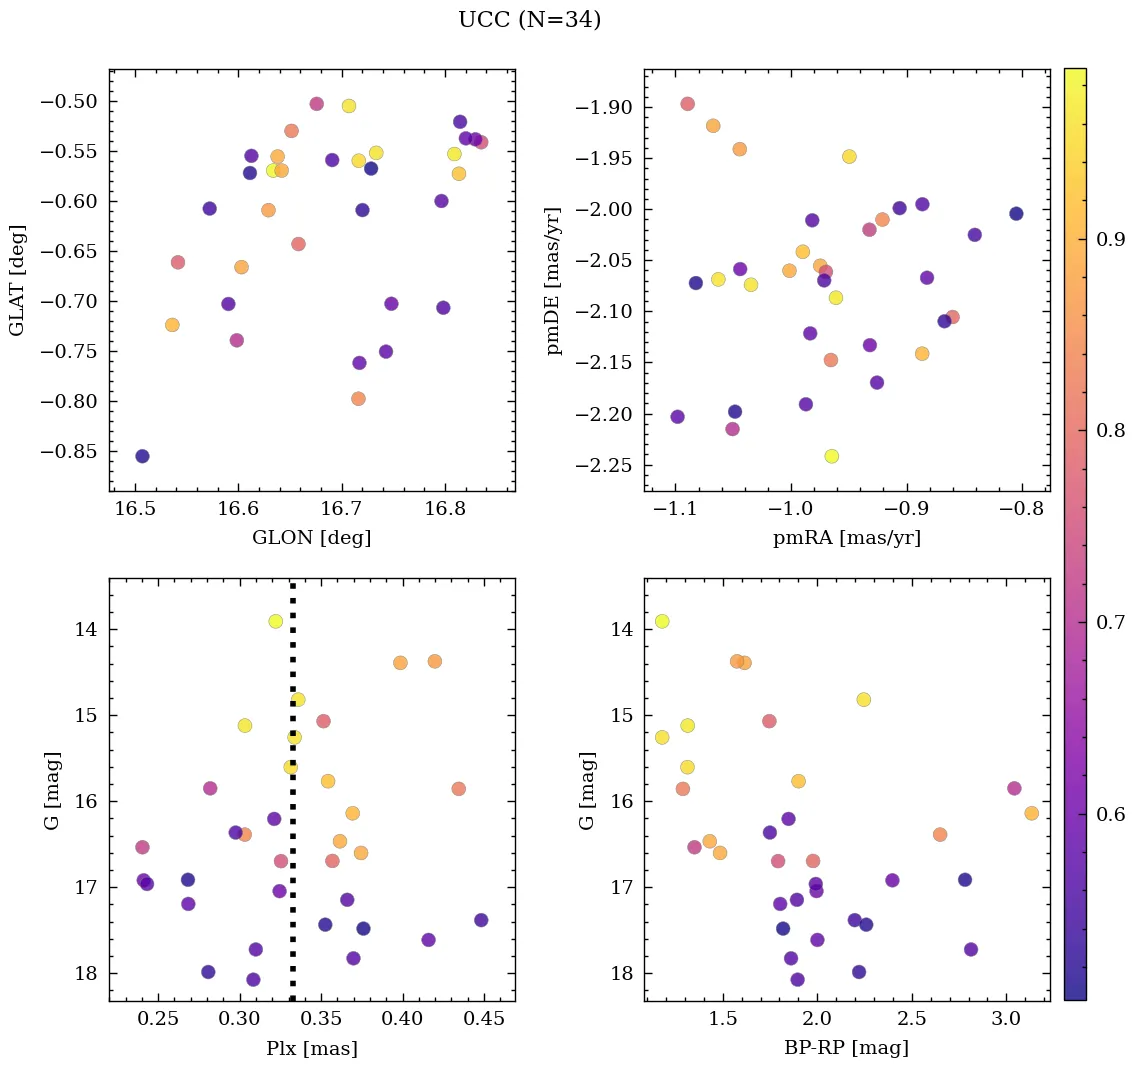 UCC (N=34)
−0.50
−0.55
−0.60
−0.65
−0.70
−0.75
−0.80
−0.85
GLAT [deg]
16.5 16.6 16.7 16.8
GLON [deg]
−1.90
−1.95
−2.00
−2.05
−2.10
−2.15
−2.20
−2.25
pmDE [mas/yr]
−1.1 −1.0 −0.9 −0.8
pmRA [mas/yr]
14
15
16
17
18
G [mag]
0.25 0.30 0.35 0.40 0.45
Plx [mas]
14
15
16
17
18
G [mag]
1.5 2.0 2.5 3.0
BP-RP [mag]
0.9
0.8
0.7
0.6